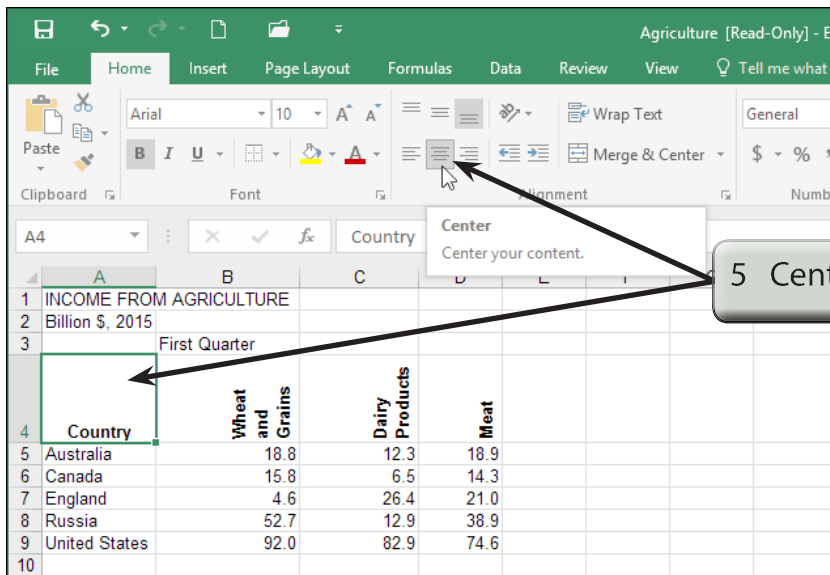 Agriculture [Read-Only] - E
File Home Insert Page Layout Formulas Data Review View Tell me what
Arial 10 A A Wrap Text General
Paste B I U A Merge & Center $ %
Clipboard Font Alignment Numb
A4 fx Country
Center
Center your content.
5 Cent
A B C D E
1 INCOME FROM AGRICULTURE
2 Billion $, 2015
3 First Quarter
4 Country Wheat and Grains Dairy Products Meat
5 Australia 18.8 12.3 18.9
6 Canada 15.8 6.5 14.3
7 England 4.6 26.4 21.0
8 Russia 52.7 12.9 38.9
9 United States 92.0 82.9 74.6
10